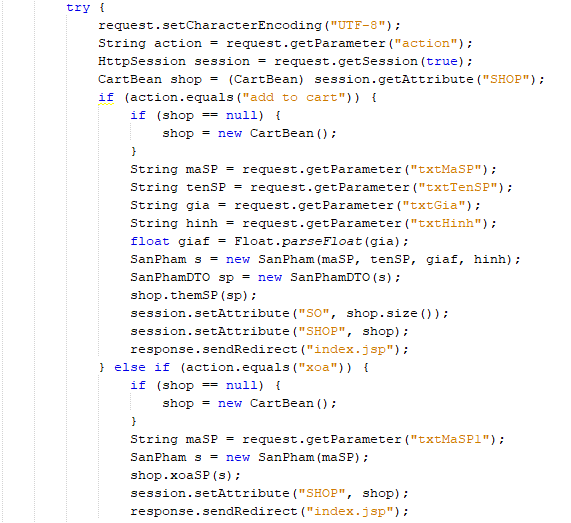 try {
request.setCharacterEncoding("UTF-8");
String action = request.getParameter("action");
HttpSession session = request.getSession(true);
CartBean shop = (CartBean) session.getAttribute("SHOP");
if (action.equals("add to cart")) {
if (shop == null) {
shop = new CartBean();
}
String maSP = request.getParameter("txtMaSP");
String tenSP = request.getParameter("txtTenSP");
String gia = request.getParameter("txtGia");
String hinh = request.getParameter("txtHinh");
float giaf = Float.parseFloat(gia);
SanPham s = new SanPham(maSP, tenSP, giaf, hinh);
SanPhamDTO sp = new SanPhamDTO(s);
shop.themSP(sp);
session.setAttribute("SO", shop.size());
session.setAttribute("SHOP", shop);
response.sendRedirect("index.jsp");
} else if (action.equals("xoa")) {
if (shop == null) {
shop = new CartBean();
}
String maSP = request.getParameter("txtMaSP1");
SanPham s = new SanPham(maSP);
shop.xoaSP(s);
session.setAttribute("SHOP", shop);
response.sendRedirect("index.jsp");